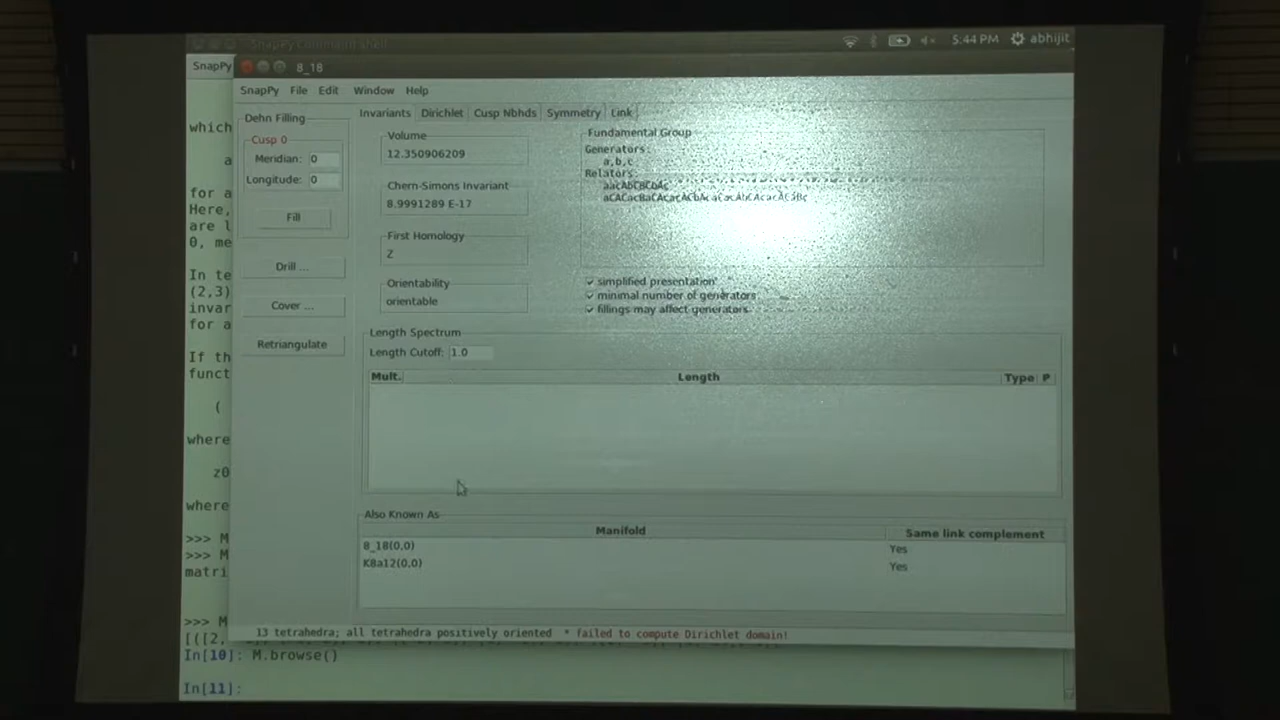 SnapPy Command Shell
5:44 PM abhijit
SnapPy
8_18
SnapPy File Edit Window Help
Dehn Filling
Cusp 0
Meridian: 0
Longitude: 0
Fill
Drill ...
Cover ...
Retriangulate
Invariants Dirichlet Cusp Nbhds Symmetry Link
Volume
12.350906209
Chern-Simons Invariant
8.9991289 E-17
First Homology
Z
Orientability
orientable
Fundamental Group
Generators:
a,b,c
Relators:
simplified presentation
minimal number of generators
fillings may affect generators
Length Spectrum
Length Cutoff: 1.0
Mult. Length Type P
Also Known As
Manifold Same link complement
8_18(0,0) Yes
K8a12(0,0) Yes
13 tetrahedra; all tetrahedra positively oriented * failed to compute Dirichlet domain!
which
a
for a
Here,
are l
0, me
In te
(2,3)
invar
for a
If th
funct
(
where
z0
where
>>> M
>>> M
matri
>>> M
[([2,
In[10]: M.browse()
In[11]: